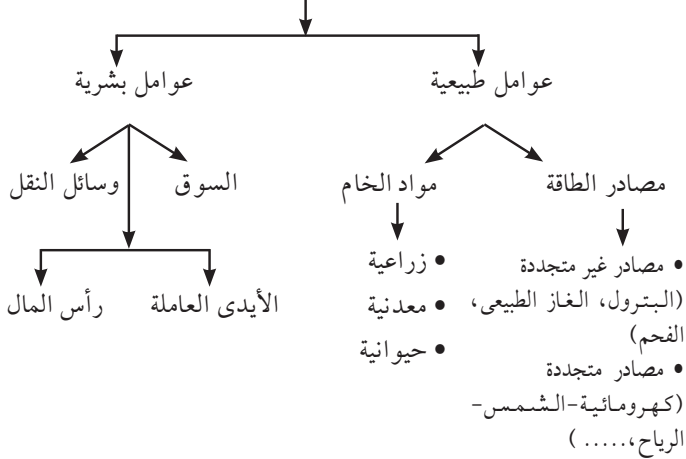 عوامل طبيعية
عوامل بشرية
مصادر الطاقة
مواد الخام
السوق
وسائل النقل
• مصادر غير متجددة
(البترول، الغاز الطبيعى،
الفحم)
• مصادر متجددة
(كهرومائية-الشمس-
الرياح،..... )
• زراعية
• معدنية
• حيوانية
الأيدى العاملة
رأس المال